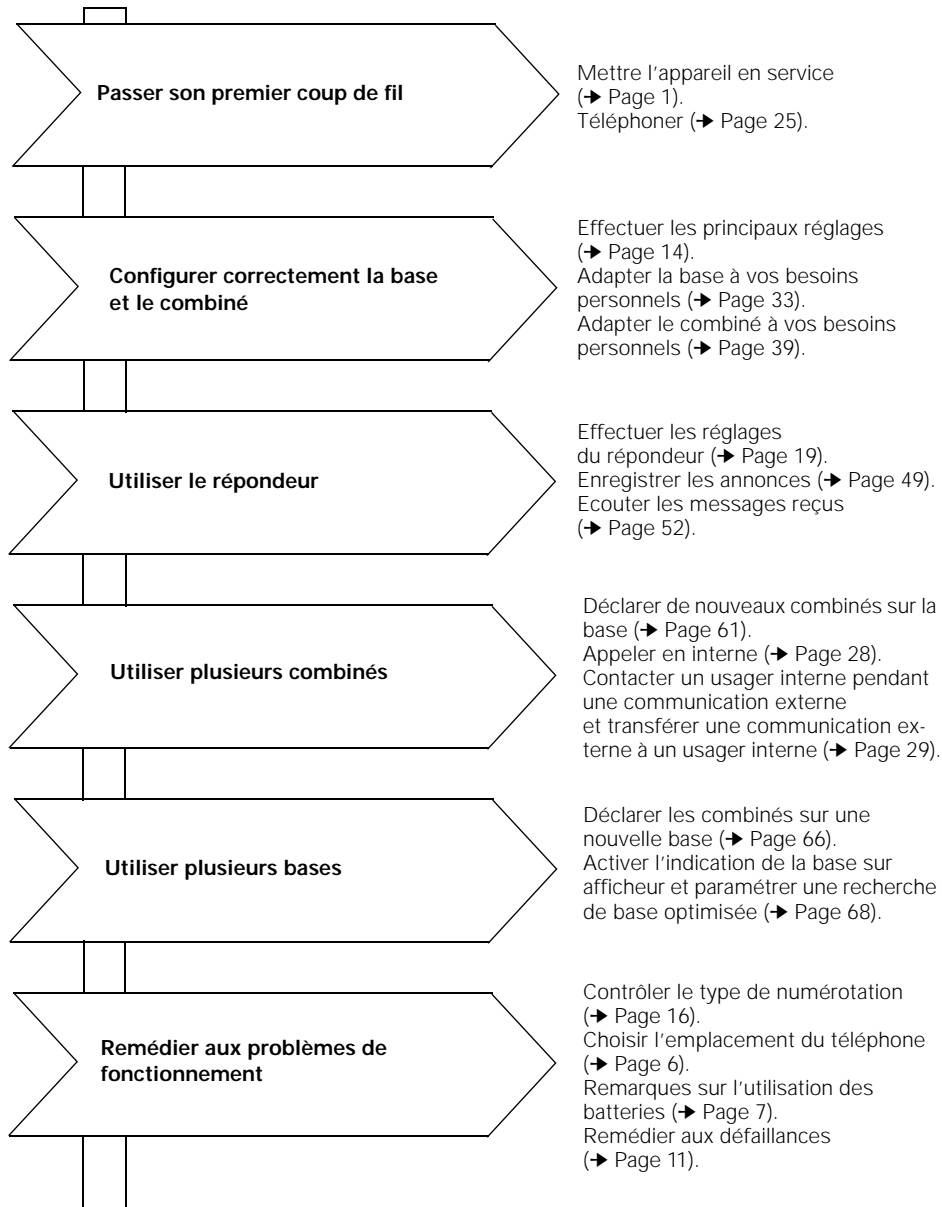 Passer son premier coup de fil
Mettre l'appareil en service
(➔ Page 1).
Téléphoner (➔ Page 25).
Configurer correctement la base
et le combiné
Effectuer les principaux réglages
(➔ Page 14).
Adapter la base à vos besoins
personnels (➔ Page 33).
Adapter le combiné à vos besoins
personnels (➔ Page 39).
Utiliser le répondeur
Effectuer les réglages
du répondeur (➔ Page 19).
Enregistrer les annonces (➔ Page 49).
Ecouter les messages reçus
(➔ Page 52).
Utiliser plusieurs combinés
Déclarer de nouveaux combinés sur la
base (➔ Page 61).
Appeler en interne (➔ Page 28).
Contacter un usager interne pendant
une communication externe
et transférer une communication ex-
terne à un usager interne (➔ Page 29).
Utiliser plusieurs bases
Déclarer les combinés sur une
nouvelle base (➔ Page 66).
Activer l'indication de la base sur
afficheur et paramétrer une recherche
de base optimisée (➔ Page 68).
Remédier aux problèmes de
fonctionnement
Contrôler le type de numérotation
(➔ Page 16).
Choisir l'emplacement du téléphone
(➔ Page 6).
Remarques sur l'utilisation des
batteries (➔ Page 7).
Remédier aux défaillances
(➔ Page 11).